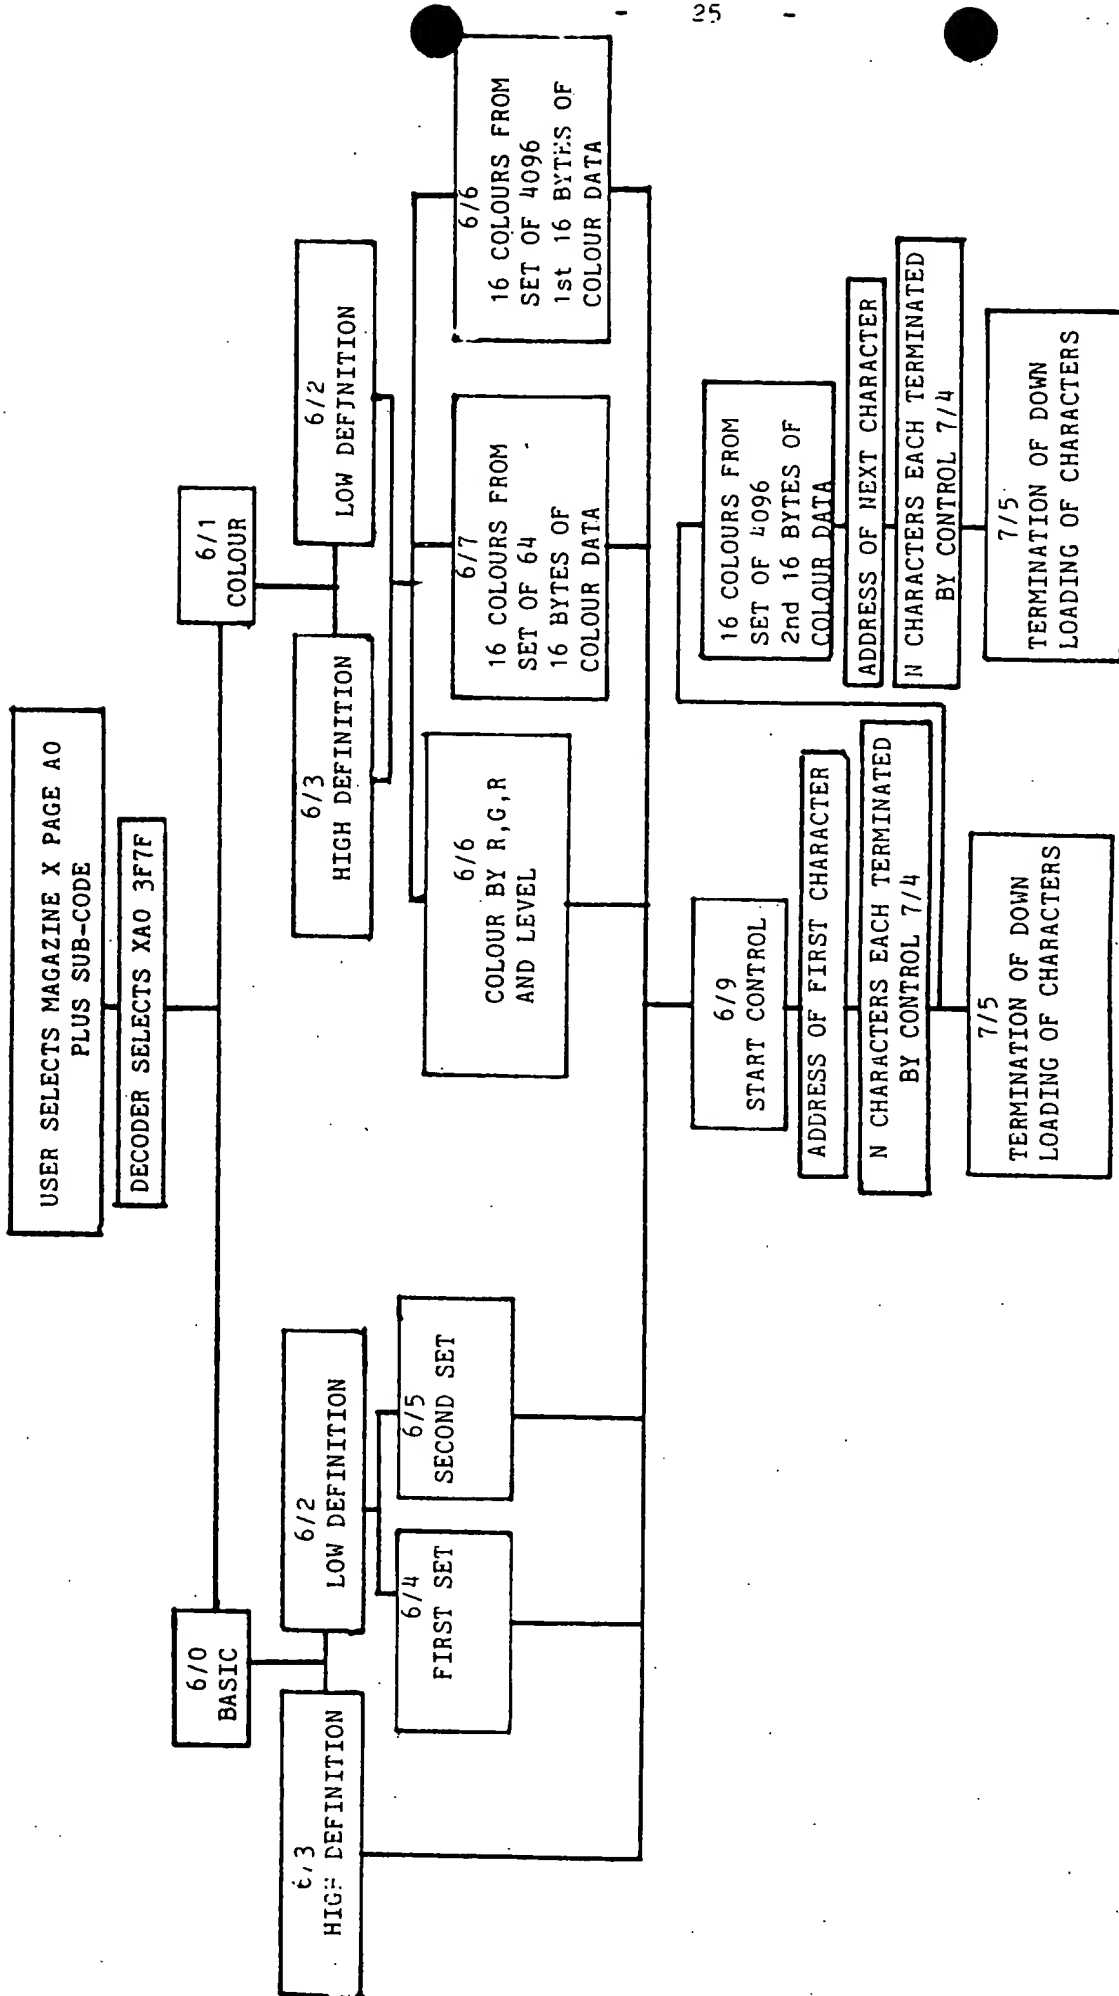 - 25 -
USER SELECTS MAGAZINE X PAGE A0
PLUS SUB-CODE
DECODER SELECTS XA0 3F7F
6/0
BASIC
6/1
COLOUR
6/3
HIGH DEFINITION
6/2
LOW DEFINITION
6/3
HIGH DEFINITION
6/2
LOW DEFINITION
6/4
FIRST SET
6/5
SECOND SET
6/6
COLOUR BY R,G,R
AND LEVEL
6/7
16 COLOURS FROM
SET OF 64
16 BYTES OF
COLOUR DATA
6/6
16 COLOURS FROM
SET OF 4096
1st 16 BYTES OF
COLOUR DATA
6/9
START CONTROL
ADDRESS OF FIRST CHARACTER
N CHARACTERS EACH TERMINATED
BY CONTROL 7/4
7/5
TERMINATION OF DOWN
LOADING OF CHARACTERS
16 COLOURS FROM
SET OF 4096
2nd 16 BYTES OF
COLOUR DATA
ADDRESS OF NEXT CHARACTER
N CHARACTERS EACH TERMINATED
BY CONTROL 7/4
7/5
TERMINATION OF DOWN
LOADING OF CHARACTERS